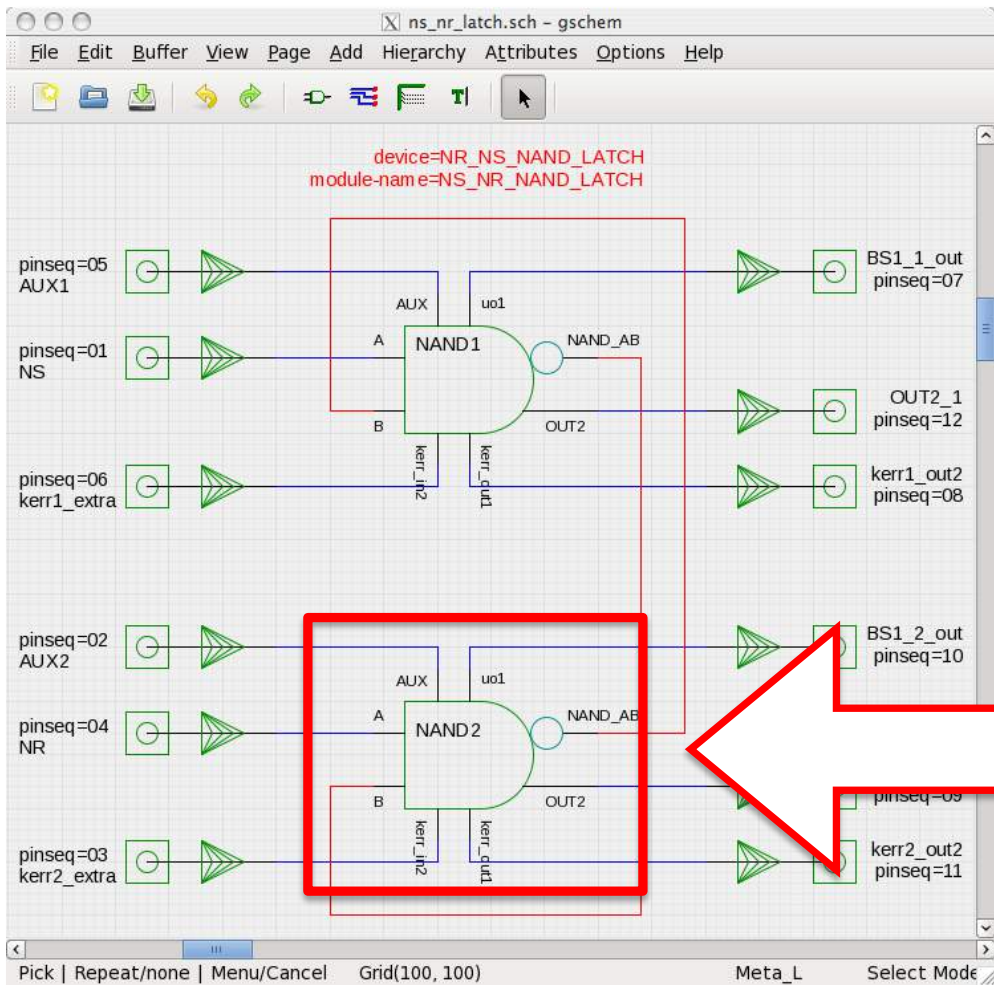 ns_nr_latch.sch - gschem
File Edit Buffer View Page Add Hierarchy Attributes Options Help
device=NR_NS_NAND_LATCH
module-name=NS_NR_NAND_LATCH
pinseq=05
AUX1
AUX
uo1
BS1_1_out
pinseq=07
pinseq=01
NS
A
NAND1
NAND_AB
B
OUT2
OUT2_1
pinseq=12
pinseq=06
kerr1_extra
kerr_in2
kerr_out1
kerr1_out2
pinseq=08
pinseq=02
AUX2
AUX
uo1
BS1_2_out
pinseq=10
pinseq=04
NR
A
NAND2
NAND_AB
B
OUT2
pinseq=09
pinseq=03
kerr2_extra
kerr_in2
kerr_out1
kerr2_out2
pinseq=11
Pick | Repeat/none | Menu/Cancel Grid(100, 100) Meta_L Select Mode